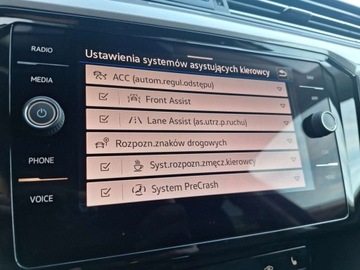 RADIO
MEDIA
PHONE
VOICE
Ustawienia systemów asystujących kierowcy
ACC (autom.regul.odstępu)
Front Assist
Lane Assist (as.utrz.p.ruchu)
Rozpozn.znaków drogowych
Syst.rozpozn.zmęcz.kierowcy
System PreCrash